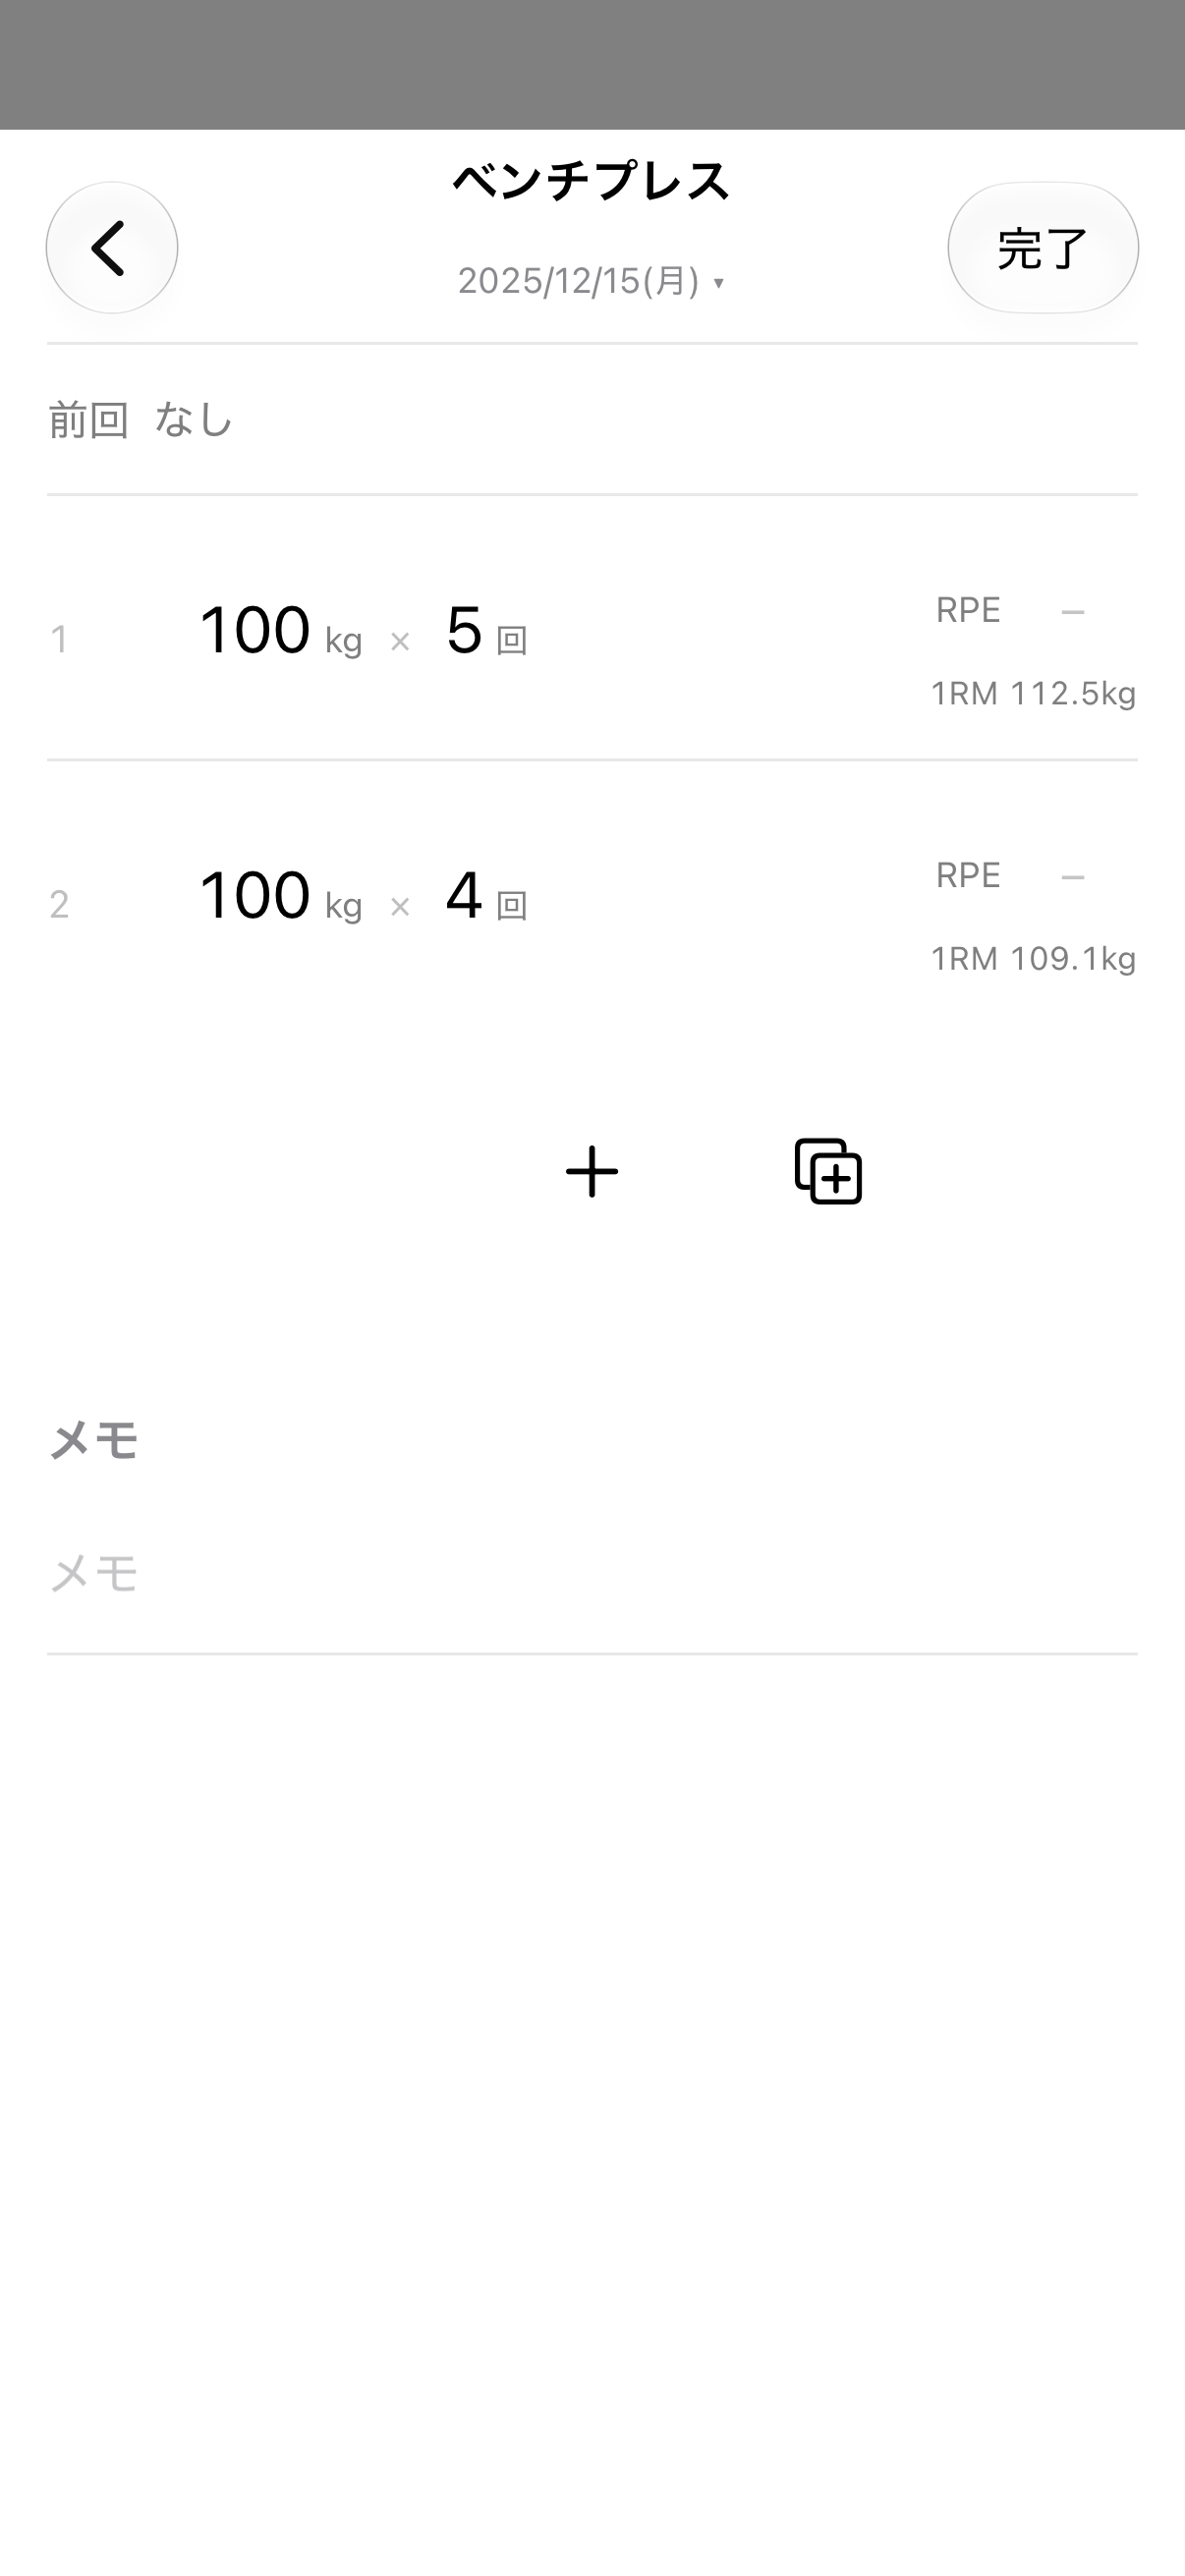 ベンチプレス
2025/12/15(月) ▾
完了
前回 なし
1 100 kg × 5 回 RPE –
1RM 112.5kg
2 100 kg × 4 回 RPE –
1RM 109.1kg
メモ
メモ